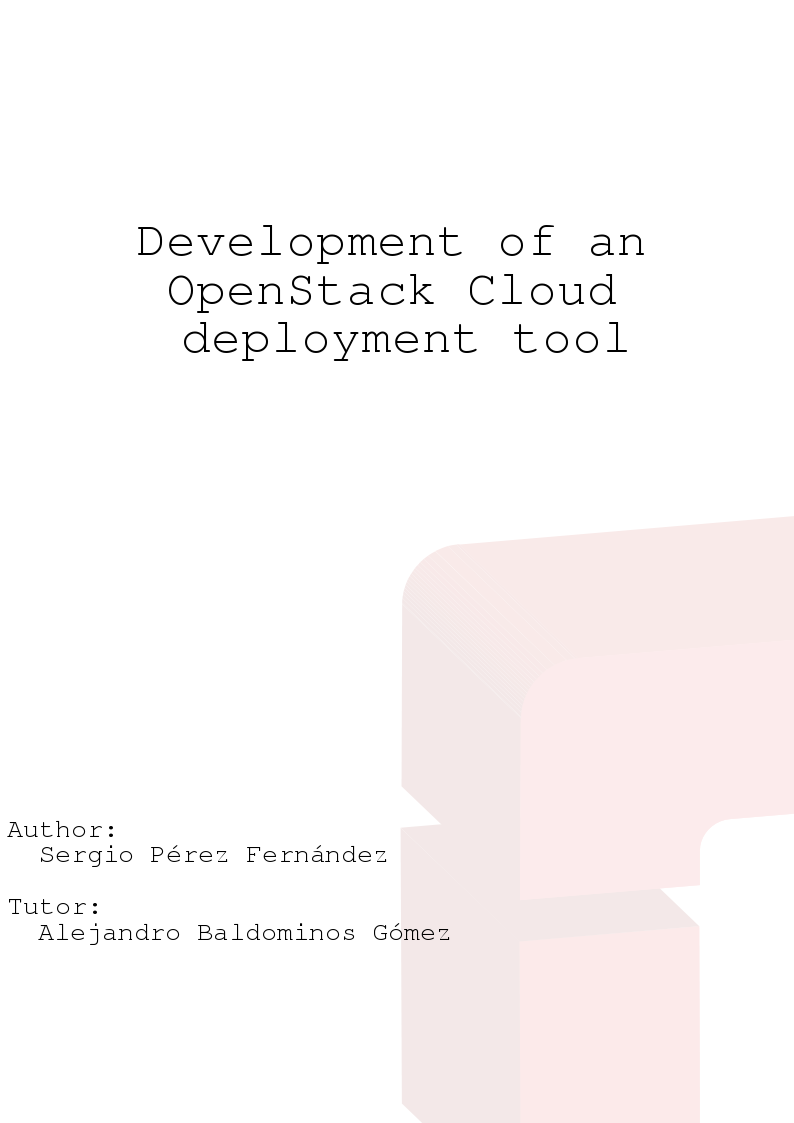 Development of an
OpenStack Cloud
deployment tool
Author:
Sergio Pérez Fernández
Tutor:
Alejandro Baldominos Gómez